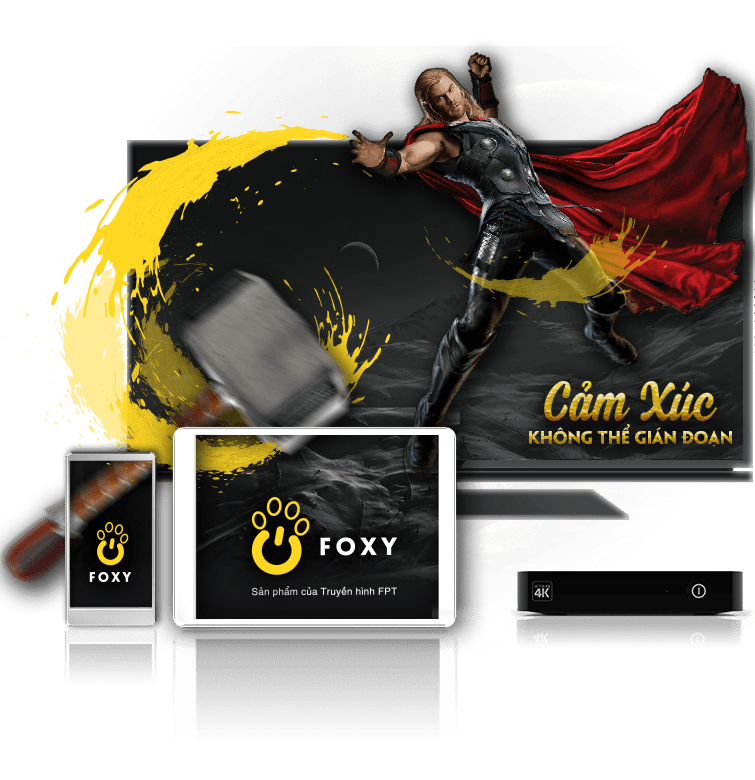 Cảm Xúc
KHÔNG THỂ GIÁN ĐOẠN
FOXY
FOXY
Sản phẩm của Truyền hình FPT
4K